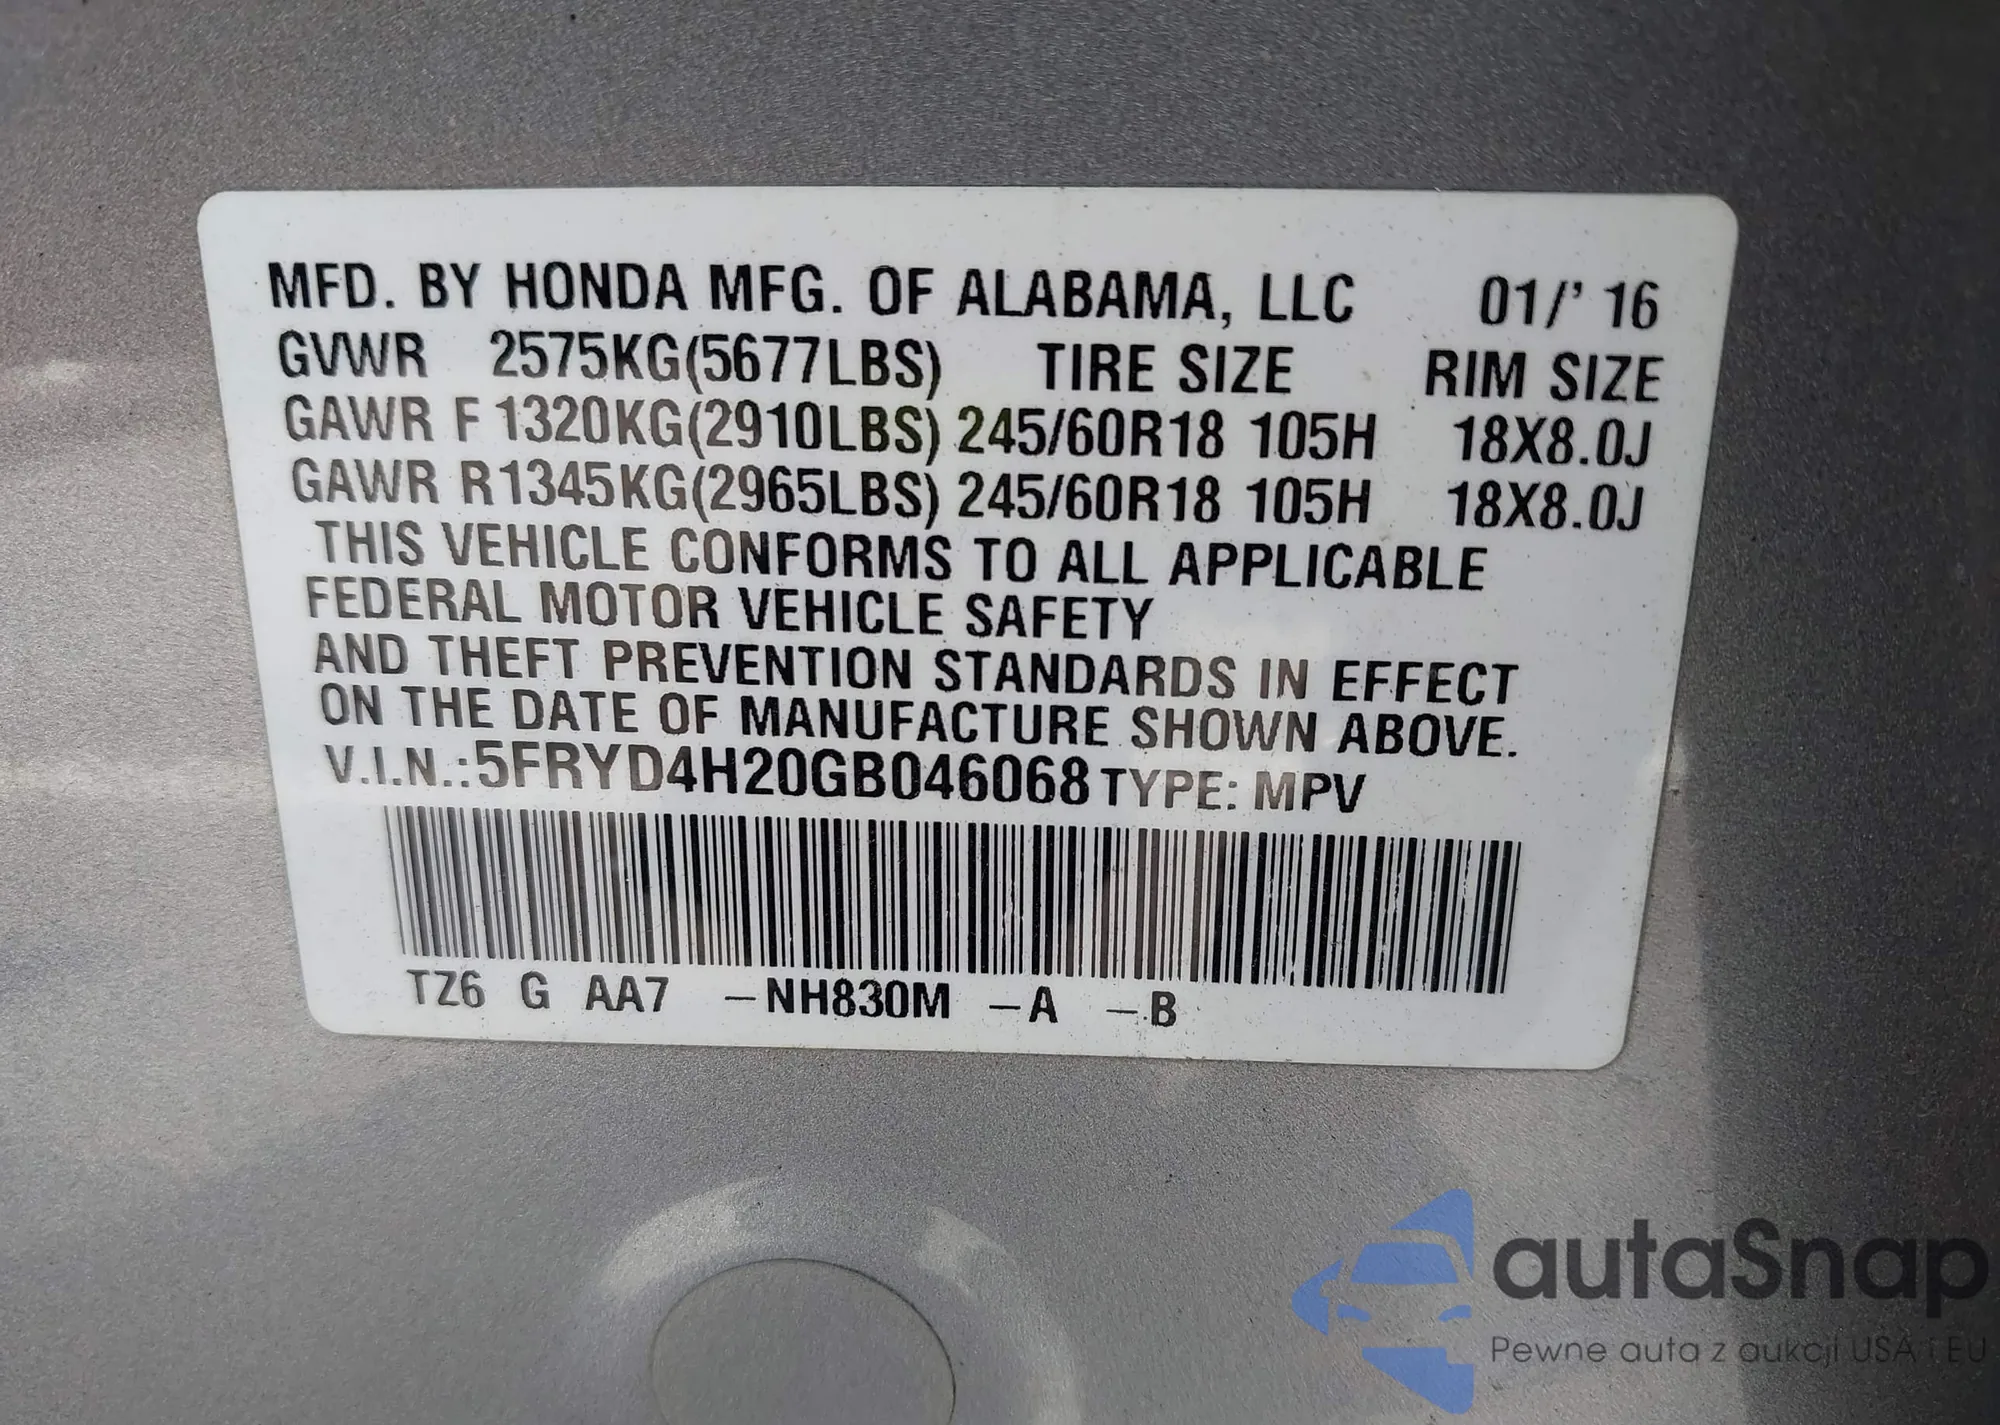 MFD. BY HONDA MFG. OF ALABAMA, LLC 01/' 16
GVWR 2575KG(5677LBS) TIRE SIZE RIM SIZE
GAWR F 1320KG(2910LBS) 245/60R18 105H 18X8.0J
GAWR R1345KG(2965LBS) 245/60R18 105H 18X8.0J
THIS VEHICLE CONFORMS TO ALL APPLICABLE
FEDERAL MOTOR VEHICLE SAFETY
AND THEFT PREVENTION STANDARDS IN EFFECT
ON THE DATE OF MANUFACTURE SHOWN ABOVE.
V.I.N.:5FRYD4H20GB046068 TYPE: MPV
TZ6 G AA7 –NH830M –A –B
autaSnap
Pewne auta z aukcji USA i EU